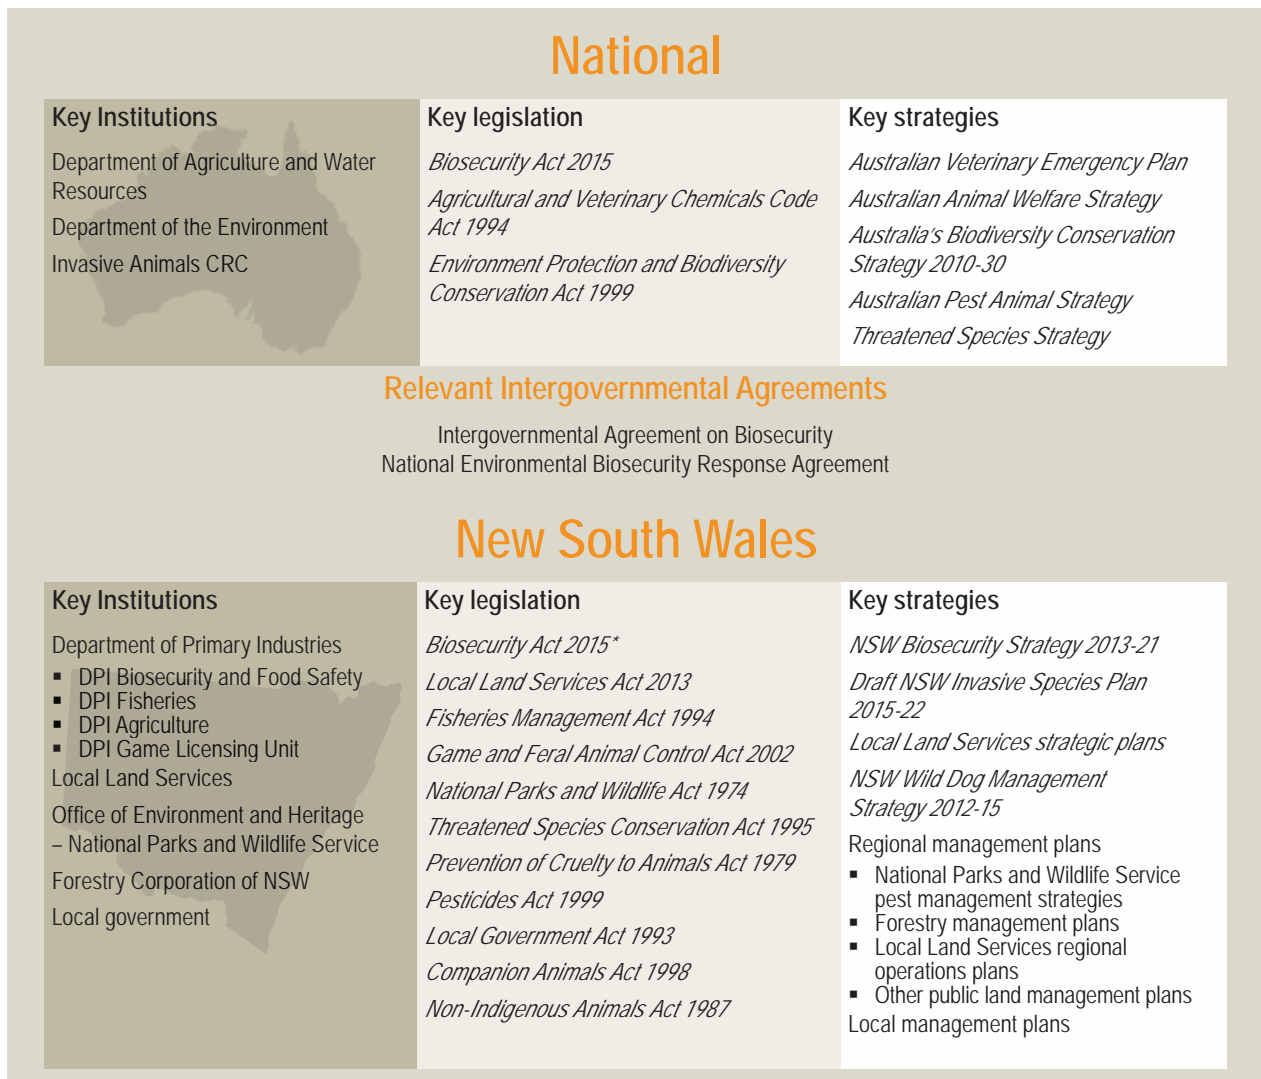 National
Key Institutions
Department of Agriculture and Water
Resources
Department of the Environment
Invasive Animals CRC
Key legislation
Biosecurity Act 2015
Agricultural and Veterinary Chemicals Code
Act 1994
Environment Protection and Biodiversity
Conservation Act 1999
Key strategies
Australian Veterinary Emergency Plan
Australian Animal Welfare Strategy
Australia's Biodiversity Conservation
Strategy 2010-30
Australian Pest Animal Strategy
Threatened Species Strategy
Relevant Intergovernmental Agreements
Intergovernmental Agreement on Biosecurity
National Environmental Biosecurity Response Agreement
New South Wales
Key Institutions
Department of Primary Industries
▪ DPI Biosecurity and Food Safety
▪ DPI Fisheries
▪ DPI Agriculture
▪ DPI Game Licensing Unit
Local Land Services
Office of Environment and Heritage
– National Parks and Wildlife Service
Forestry Corporation of NSW
Local government
Key legislation
Biosecurity Act 2015*
Local Land Services Act 2013
Fisheries Management Act 1994
Game and Feral Animal Control Act 2002
National Parks and Wildlife Act 1974
Threatened Species Conservation Act 1995
Prevention of Cruelty to Animals Act 1979
Pesticides Act 1999
Local Government Act 1993
Companion Animals Act 1998
Non-Indigenous Animals Act 1987
Key strategies
NSW Biosecurity Strategy 2013-21
Draft NSW Invasive Species Plan
2015-22
Local Land Services strategic plans
NSW Wild Dog Management
Strategy 2012-15
Regional management plans
▪ National Parks and Wildlife Service
pest management strategies
▪ Forestry management plans
▪ Local Land Services regional
operations plans
▪ Other public land management plans
Local management plans